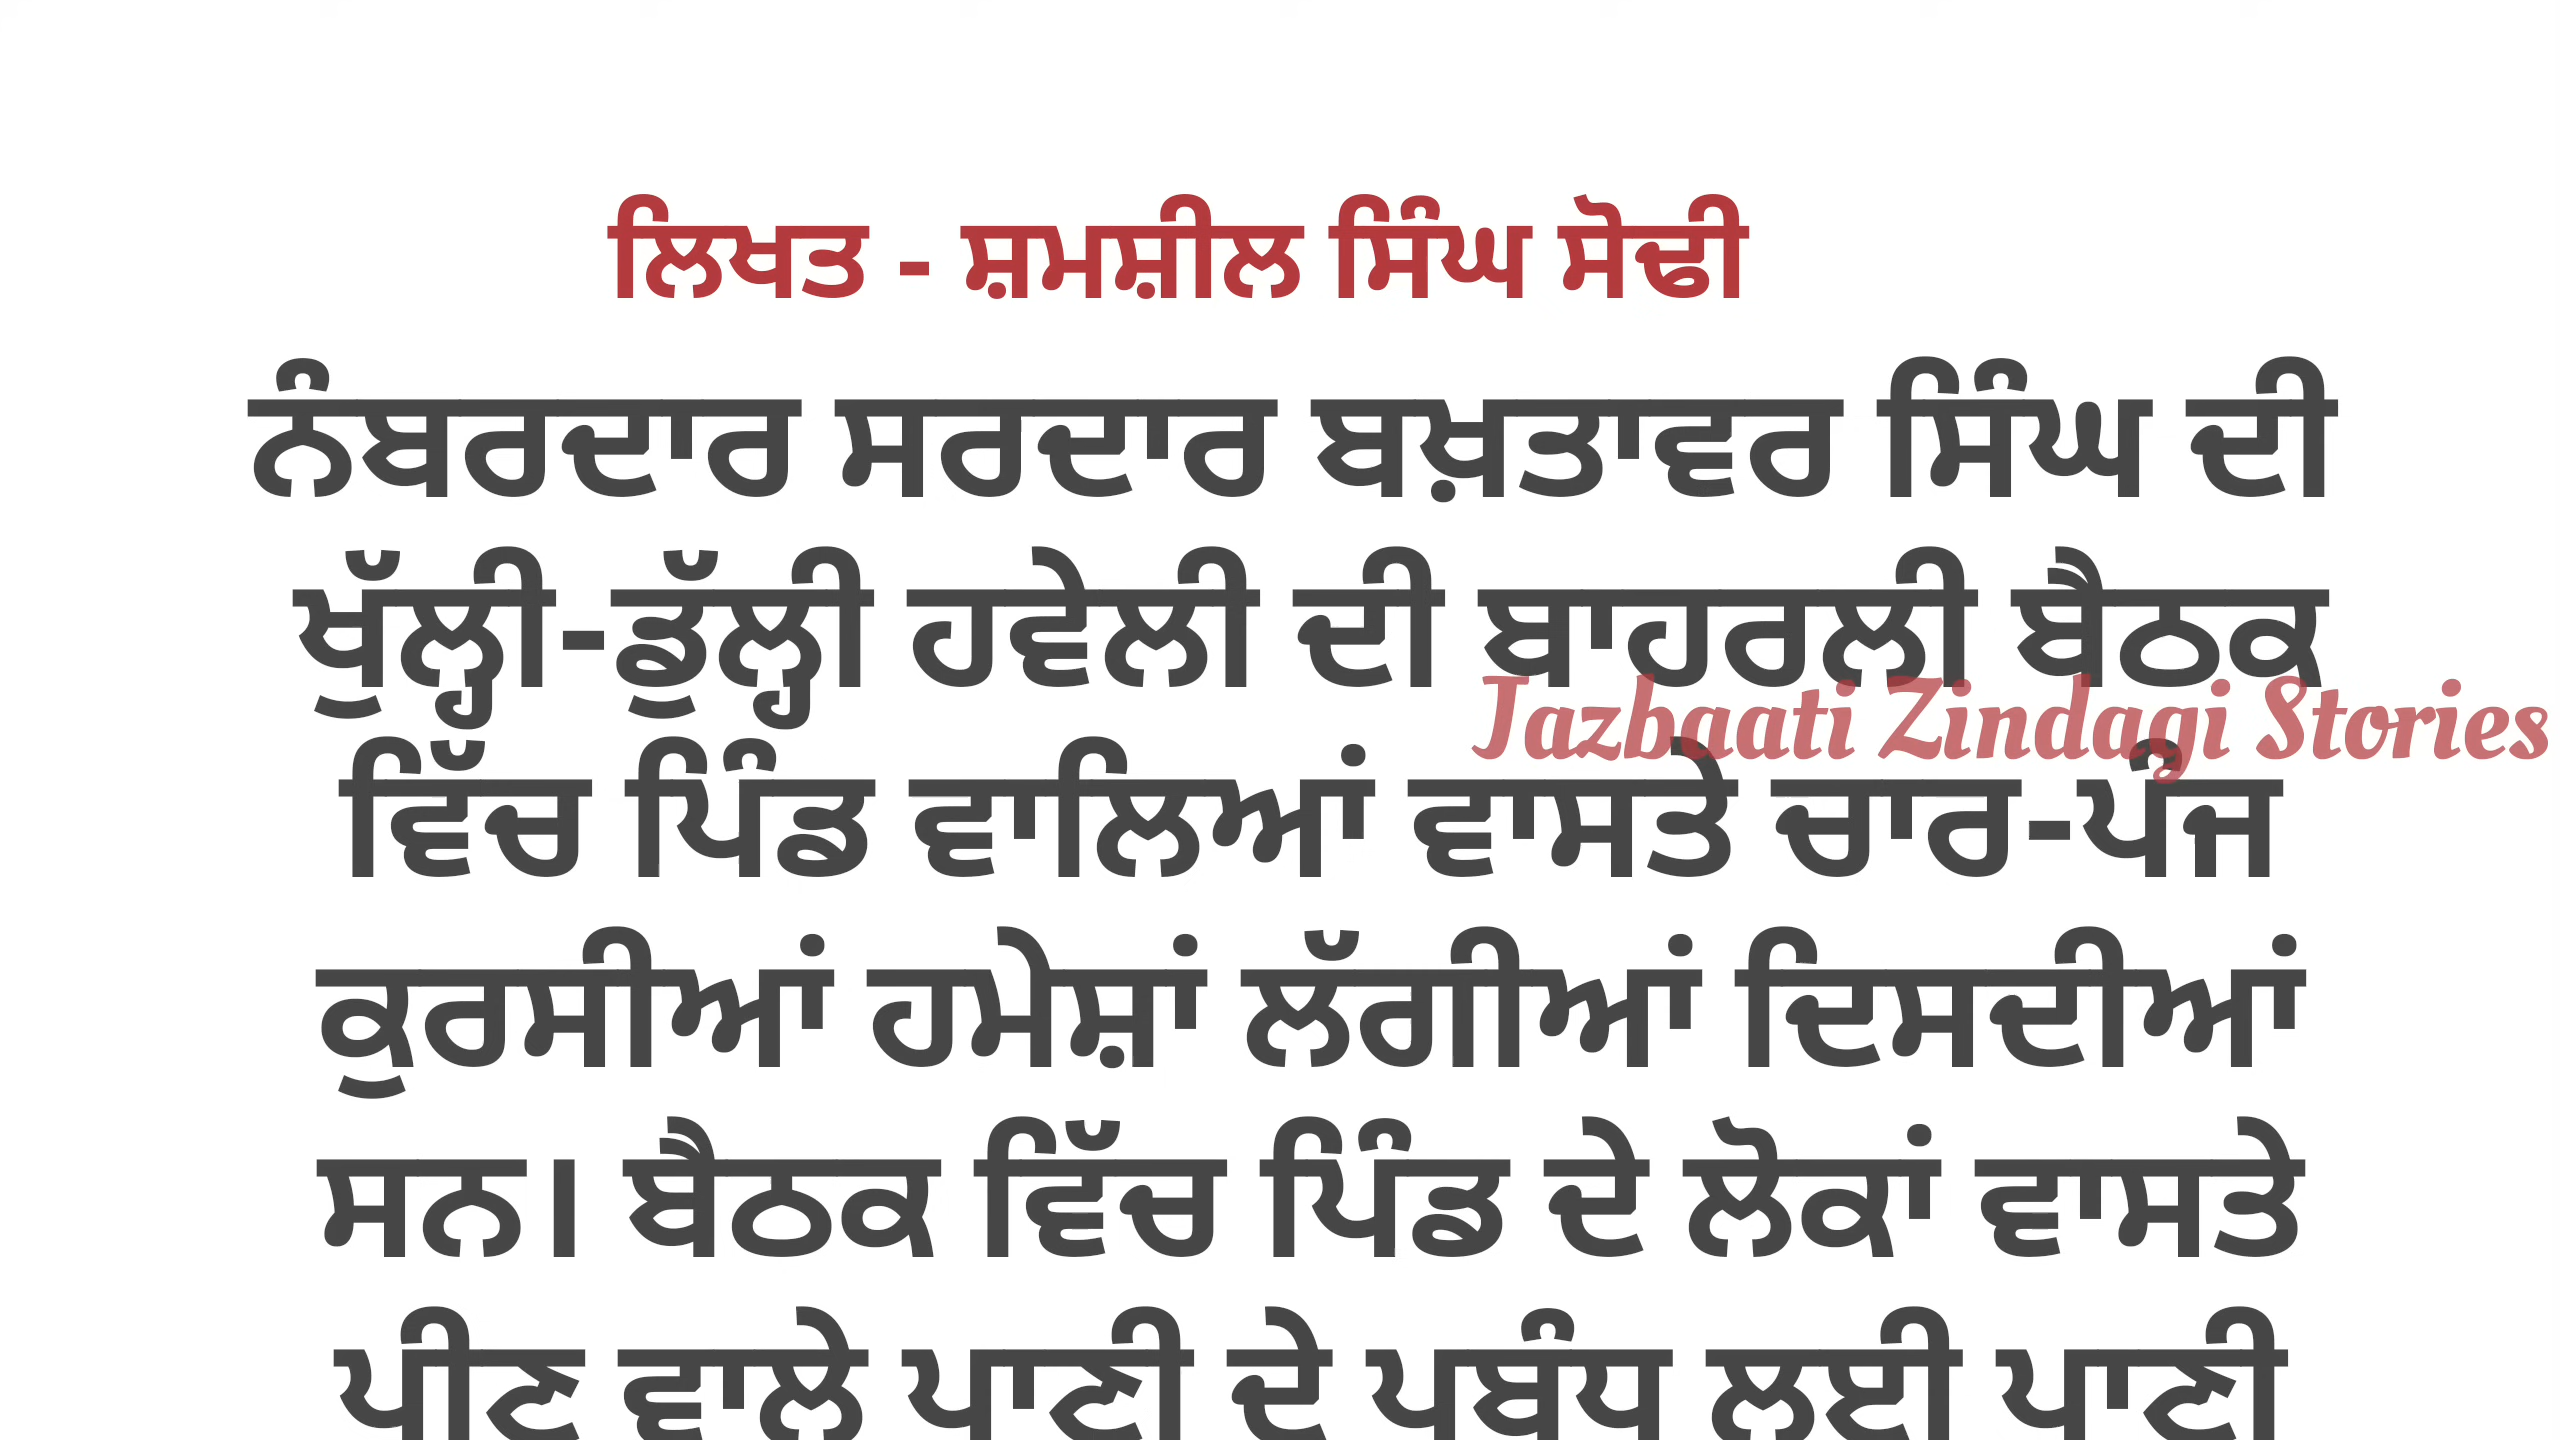 ਲਿਖਤ - ਸ਼ਮਸ਼ੀਲ ਸਿੰਘ ਸੋਢੀ
ਨੰਬਰਦਾਰ ਸਰਦਾਰ ਬਖ਼ਤਾਵਰ ਸਿੰਘ ਦੀ
ਖੁੱਲ੍ਹੀ-ਡੁੱਲ੍ਹੀ ਹਵੇਲੀ ਦੀ ਬਾਹਰਲੀ ਬੈਠਕ
Jazbaati Zindagi Stories
ਵਿੱਚ ਪਿੰਡ ਵਾਲਿਆਂ ਵਾਸਤੇ ਚਾਰ-ਪੰਜ
ਕੁਰਸੀਆਂ ਹਮੇਸ਼ਾਂ ਲੱਗੀਆਂ ਦਿਸਦੀਆਂ
ਸਨ। ਬੈਠਕ ਵਿੱਚ ਪਿੰਡ ਦੇ ਲੋਕਾਂ ਵਾਸਤੇ
ਪੀਣ ਵਾਲੇ ਪਾਣੀ ਦੇ ਪਬੰਧ ਲਈ ਪਾਣੀ